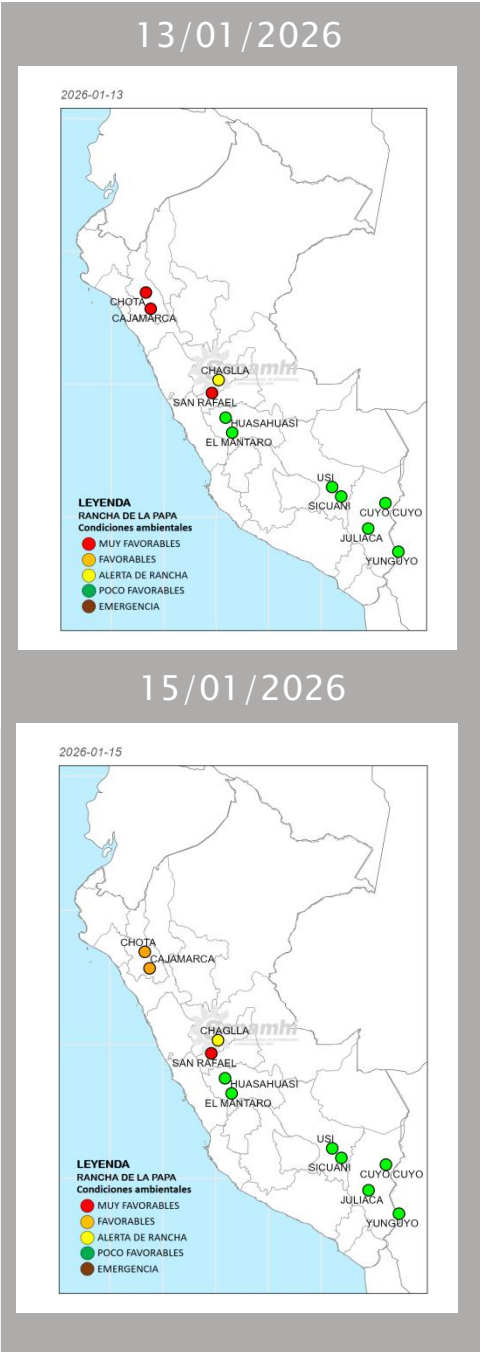 13/01/2026
2026-01-13
CHOTA
CAJAMARCA
Senamhi
CHAGLLA
SAN RAFAEL
HUASAHUASI
EL MANTARO
USI
SICUANI
CUYO CUYO
JULIACA
YUNGUYO
LEYENDA
RANCHA DE LA PAPA
Condiciones ambientales
MUY FAVORABLES
FAVORABLES
ALERTA DE RANCHA
POCO FAVORABLES
EMERGENCIA
15/01/2026
2026-01-15
CHOTA
CAJAMARCA
Senamhi
CHAGLLA
SAN RAFAEL
HUASAHUASI
EL MANTARO
USI
SICUANI
CUYO CUYO
JULIACA
YUNGUYO
LEYENDA
RANCHA DE LA PAPA
Condiciones ambientales
MUY FAVORABLES
FAVORABLES
ALERTA DE RANCHA
POCO FAVORABLES
EMERGENCIA